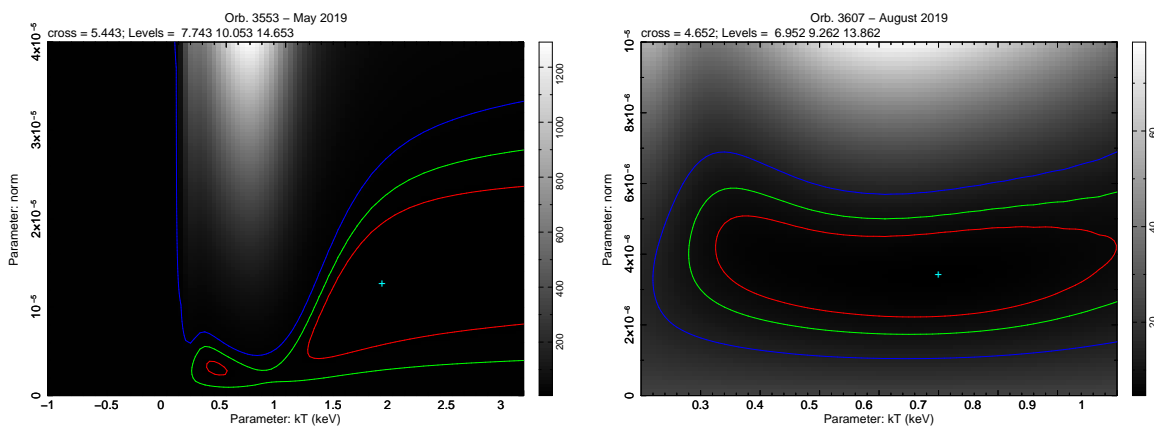 Orb. 3553 − May 2019
cross = 5.443; Levels = 7.743 10.053 14.653
4×10⁻⁵
3×10⁻⁵
2×10⁻⁵
10⁻⁵
0
Parameter: norm
−1 −0.5 0 0.5 1 1.5 2 2.5 3
Parameter: kT (keV)
1200
1000
800
600
400
200
Orb. 3607 − August 2019
cross = 4.652; Levels = 6.952 9.262 13.862
10⁻⁵
8×10⁻⁶
6×10⁻⁶
4×10⁻⁶
2×10⁻⁶
0
Parameter: norm
0.3 0.4 0.5 0.6 0.7 0.8 0.9 1
Parameter: kT (keV)
60
40
20